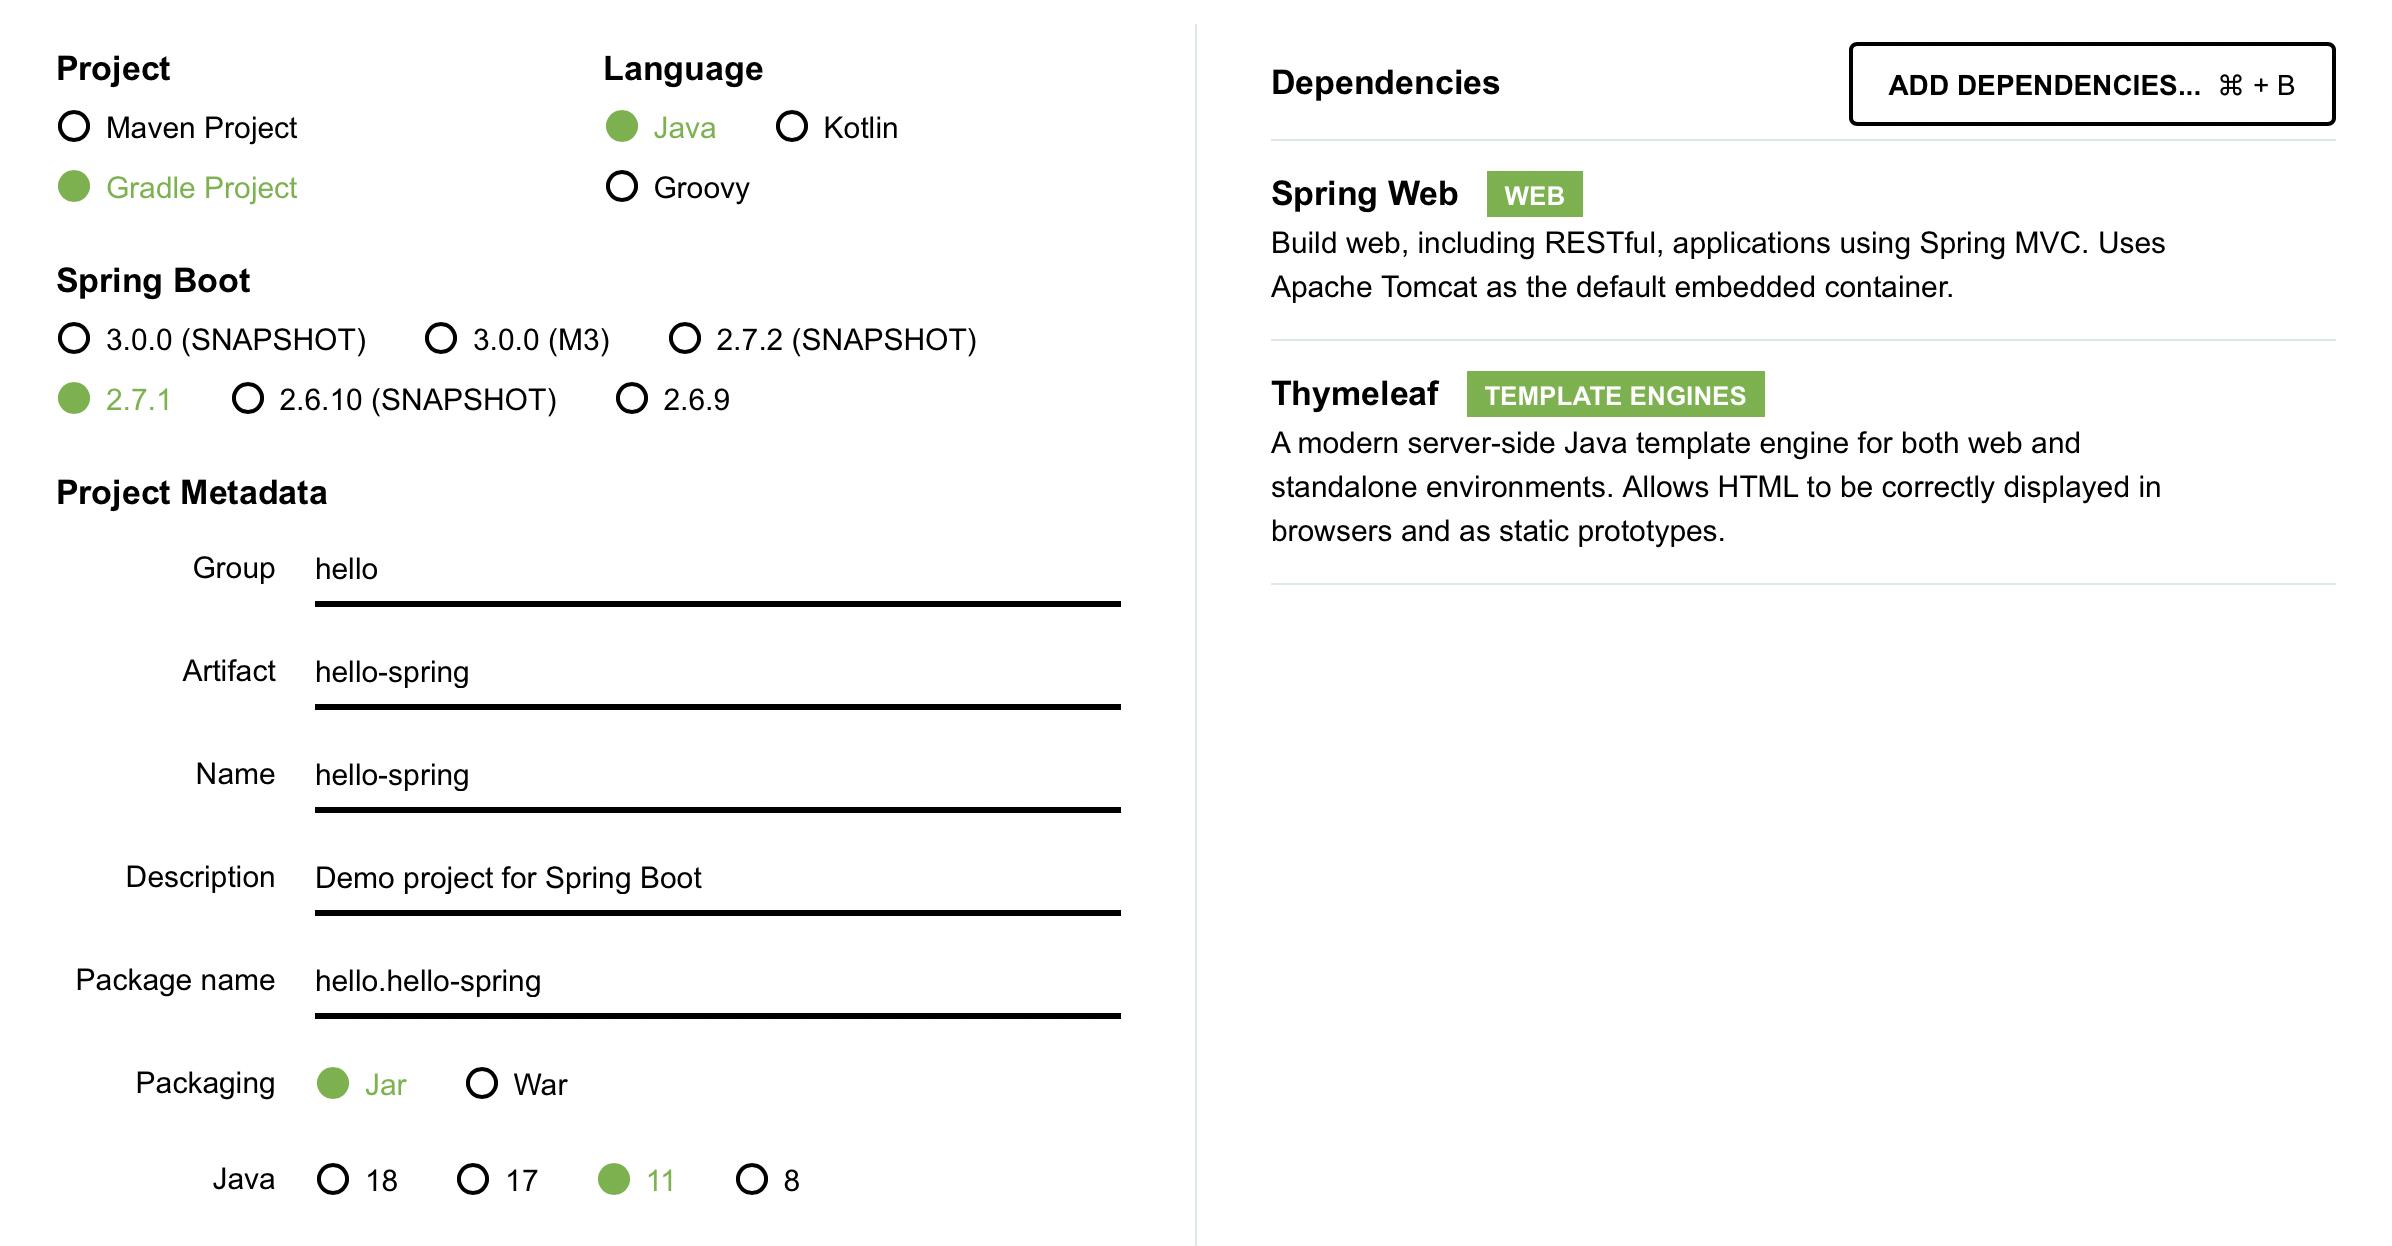 Project
Maven Project
Gradle Project
Language
Java Kotlin
Groovy
Spring Boot
3.0.0 (SNAPSHOT) 3.0.0 (M3) 2.7.2 (SNAPSHOT)
2.7.1 2.6.10 (SNAPSHOT) 2.6.9
Project Metadata
Group hello
Artifact hello-spring
Name hello-spring
Description Demo project for Spring Boot
Package name hello.hello-spring
Packaging Jar War
Java 18 17 11 8
Dependencies ADD DEPENDENCIES... ⌘ + B
Spring Web WEB
Build web, including RESTful, applications using Spring MVC. Uses
Apache Tomcat as the default embedded container.
Thymeleaf TEMPLATE ENGINES
A modern server-side Java template engine for both web and
standalone environments. Allows HTML to be correctly displayed in
browsers and as static prototypes.